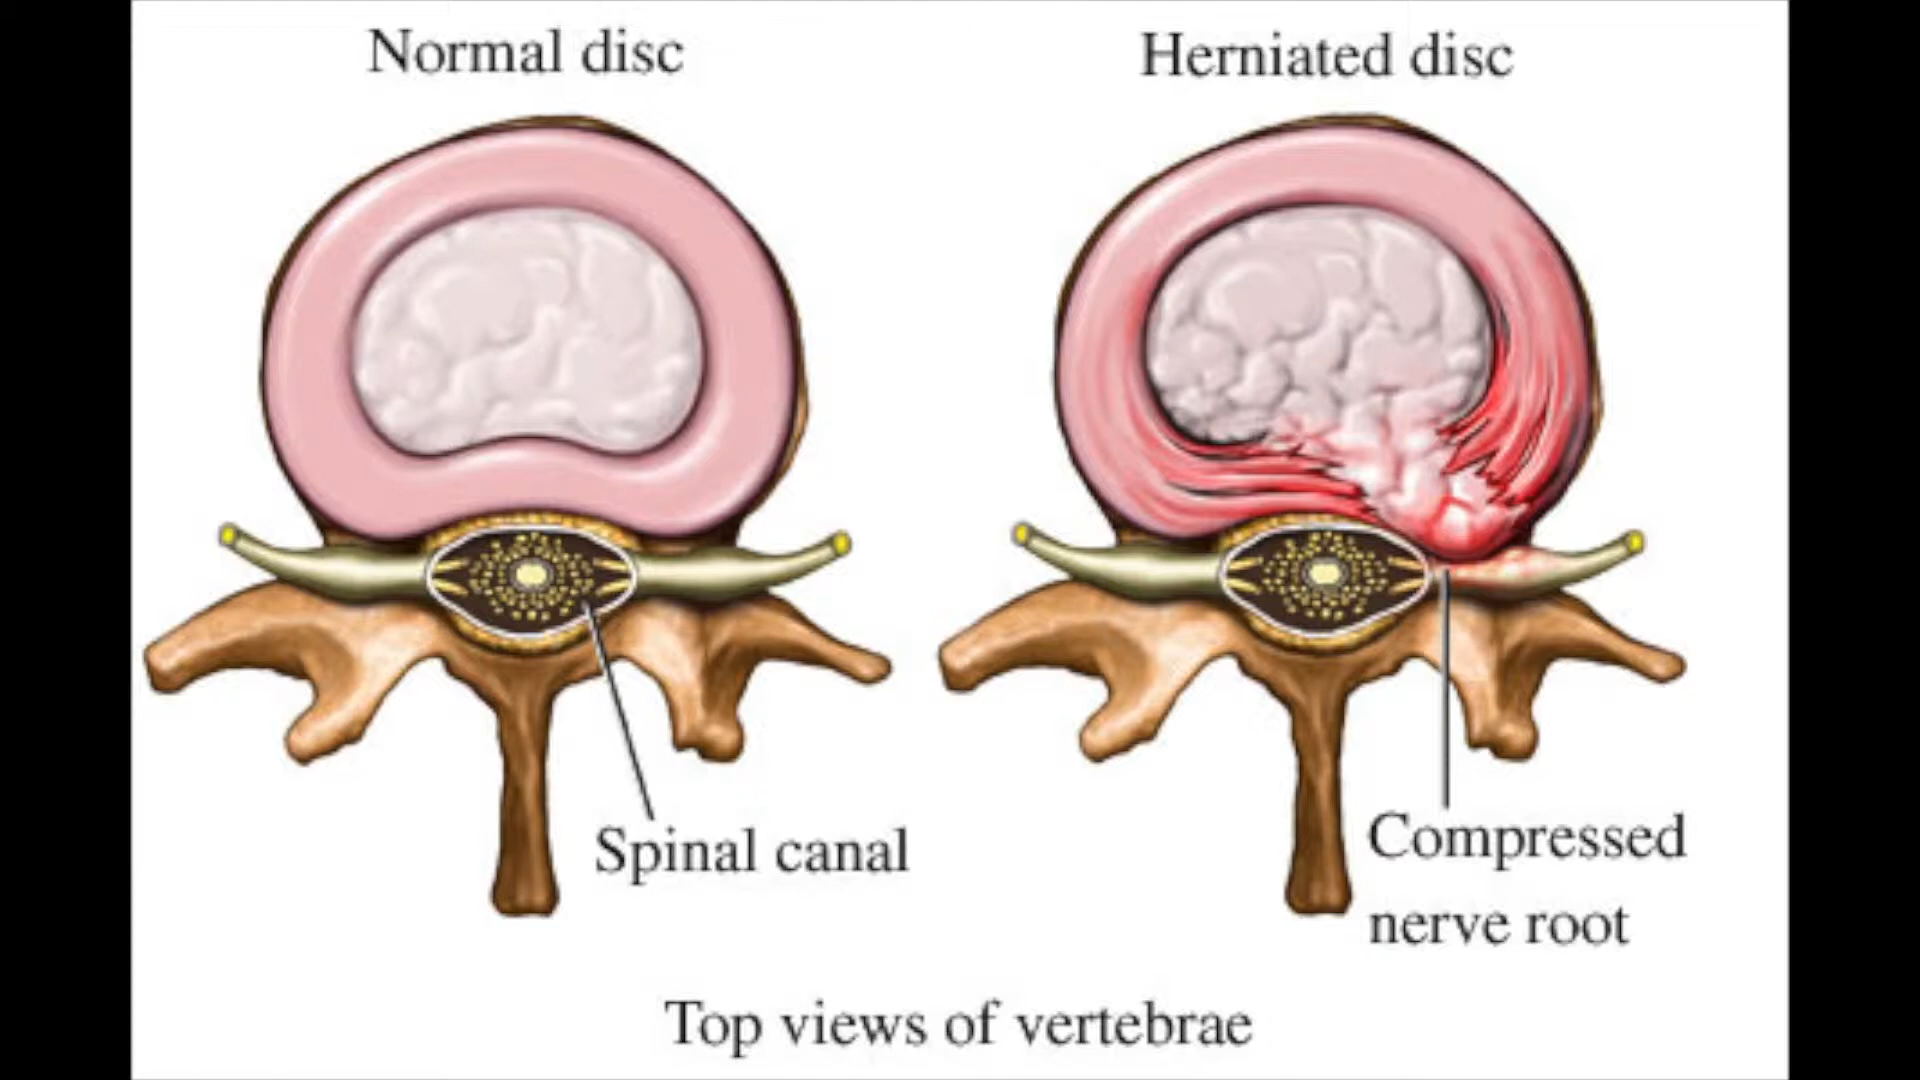 Normal disc
Herniated disc
Spinal canal
Compressed
nerve root
Top views of vertebrae